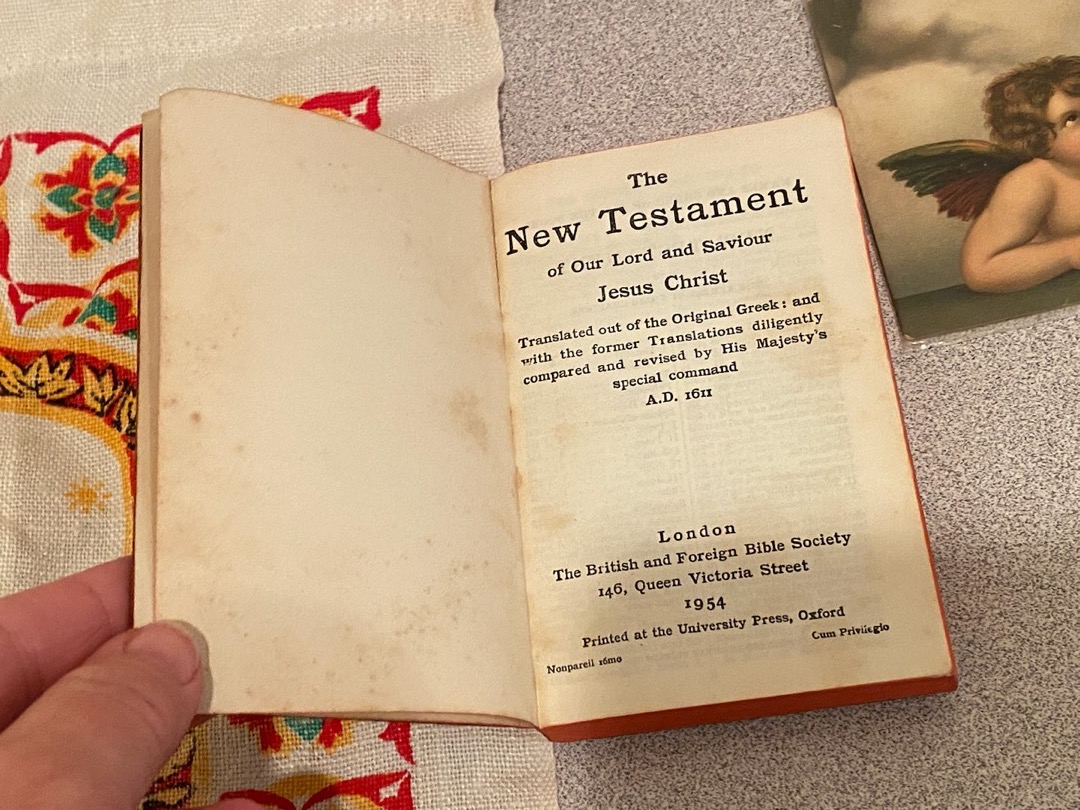 The
New Testament
of Our Lord and Saviour
Jesus Christ
Translated out of the Original Greek: and
with the former Translations diligently
compared and revised by His Majesty's
special command
A.D. 1611
London
The British and Foreign Bible Society
146, Queen Victoria Street
1954
Printed at the University Press, Oxford
Nonpareil 16mo
Cum Privilegio